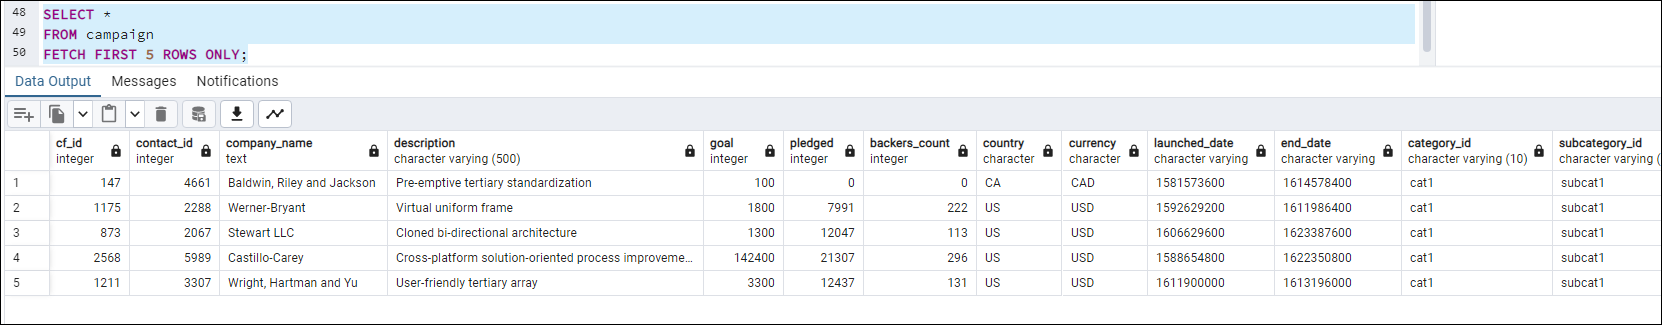 48 SELECT *
49 FROM campaign
50 FETCH FIRST 5 ROWS ONLY;
Data Output Messages Notifications
cf_id contact_id company_name description goal pledged backers_count country currency launched_date end_date category_id subcategory_id
integer integer text character varying (500) integer integer integer character character character varying character varying character varying (10) character varying (
1 147 4661 Baldwin, Riley and Jackson Pre-emptive tertiary standardization 100 0 0 CA CAD 1581573600 1614578400 cat1 subcat1
2 1175 2288 Werner-Bryant Virtual uniform frame 1800 7991 222 US USD 1592629200 1611986400 cat1 subcat1
3 873 2067 Stewart LLC Cloned bi-directional architecture 1300 12047 113 US USD 1606629600 1623387600 cat1 subcat1
4 2568 5989 Castillo-Carey Cross-platform solution-oriented process improveme... 142400 21307 296 US USD 1588654800 1622350800 cat1 subcat1
5 1211 3307 Wright, Hartman and Yu User-friendly tertiary array 3300 12437 131 US USD 1611900000 1613196000 cat1 subcat1